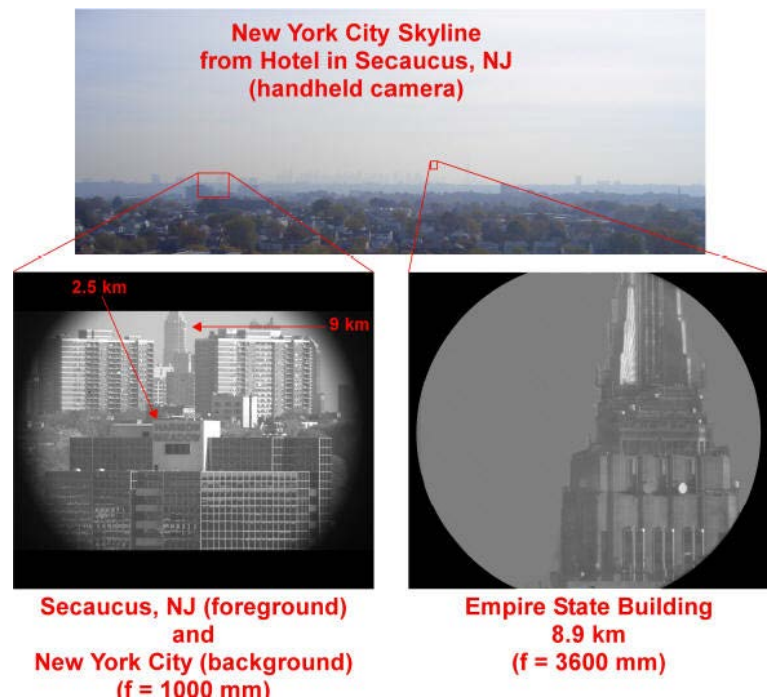 New York City Skyline
from Hotel in Secaucus, NJ
(handheld camera)
2.5 km
9 km
Secaucus, NJ (foreground)
and
New York City (background)
(f = 1000 mm)
Empire State Building
8.9 km
(f = 3600 mm)